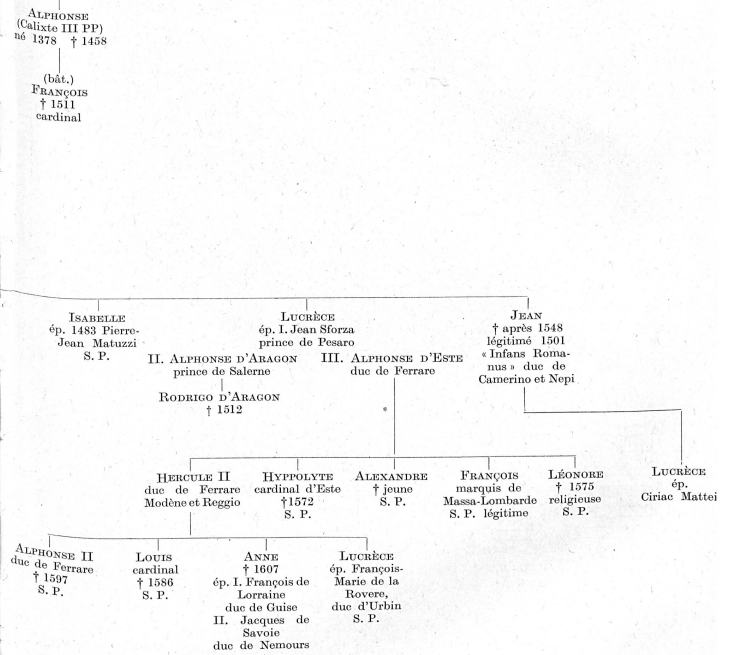 ALPHONSE
(Calixte III PP)
né 1378 † 1458
(bât.)
FRANÇOIS
† 1511
cardinal
ISABELLE
ép. 1483 Pierre-
Jean Matuzzi
S. P.
LUCRÈCE
ép. I. Jean Sforza
prince de Pesaro
II. ALPHONSE D'ARAGON
prince de Salerne
RODRIGO D'ARAGON
† 1512
III. ALPHONSE D'ESTE
duc de Ferrare
JEAN
† après 1548
légitimé 1501
« Infans Roma-
nus » duc de
Camerino et Nepi
HERCULE II
duc de Ferrare
Modène et Reggio
HYPPOLYTE
cardinal d'Este
†1572
S. P.
ALEXANDRE
† jeune
S. P.
FRANÇOIS
marquis de
Massa-Lombarde
S. P. légitime
LÉONORE
† 1575
religieuse
S. P.
LUCRÈCE
ép.
Ciriac Mattei
ALPHONSE II
duc de Ferrare
† 1597
S. P.
LOUIS
cardinal
† 1586
S. P.
ANNE
† 1607
ép. I. François de
Lorraine
duc de Guise
II. Jacques de
Savoie
duc de Nemours
LUCRÈCE
ép. François-
Marie de la
Rovere,
duc d'Urbin
S. P.